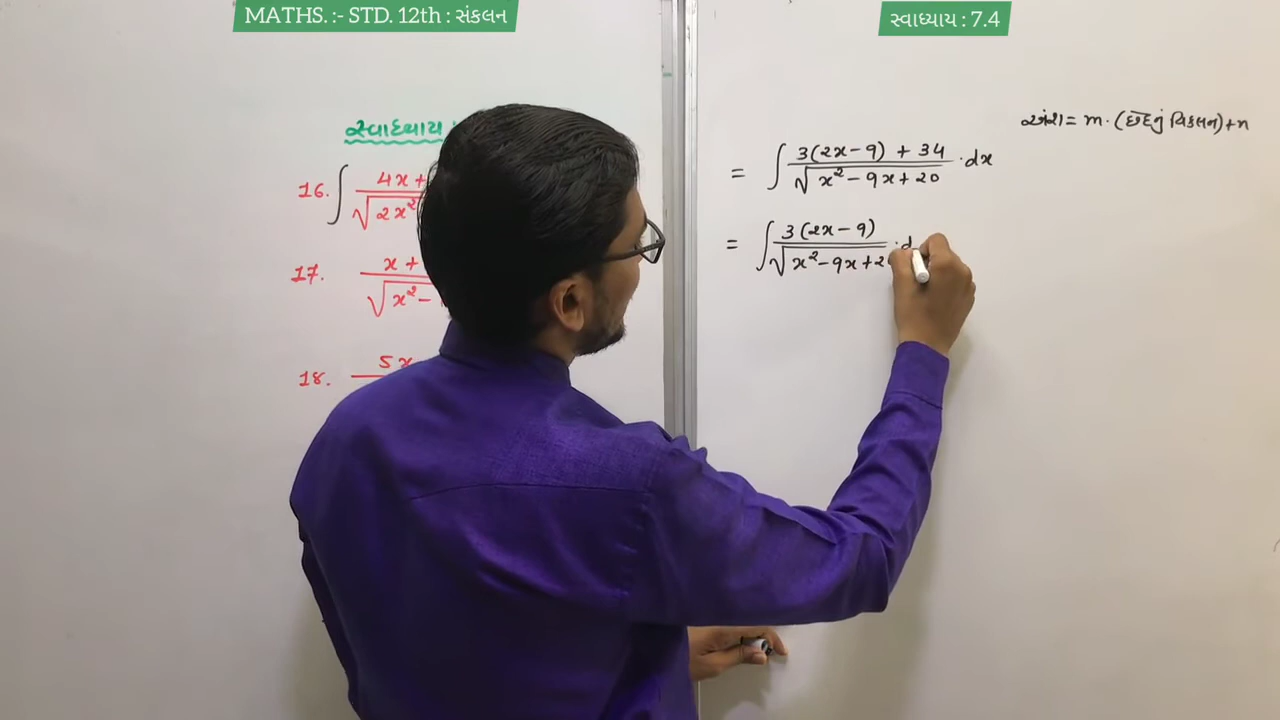 MATHS. :- STD. 12th : સંકલન
સ્વાધ્યાય : 7.4
સ્વાધ્યાય
16. ∫ 4x+
√2x²
17. x+
√x²-
18. 5x
અંશ = m. (છેદનું વિકલન)+n
= ∫ 3(2x-9) + 34 / √x²-9x+20 .dx
= ∫ 3(2x-9) / √x²-9x+2 .d